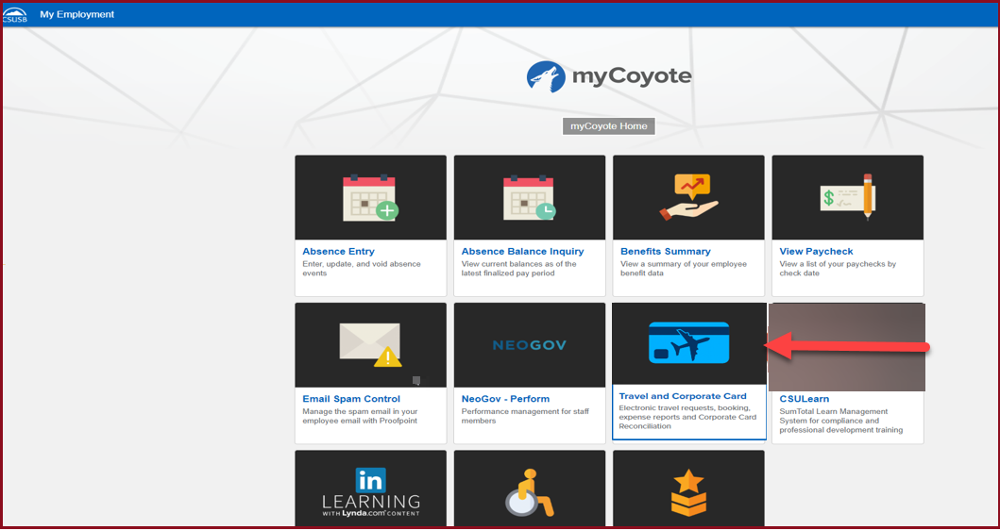 CSUSB
My Employment
myCoyote
myCoyote Home
Absence Entry
Enter, update, and void absence
events
Absence Balance Inquiry
View current balances as of the
latest finalized pay period
Benefits Summary
View a summary of your employee
benefit data
View Paycheck
View a list of your paychecks by
check date
$
Email Spam Control
Manage the spam email in your
employee email with Proofpoint
NEOGOV
NeoGov - Perform
Performance management for staff
members
Travel and Corporate Card
Electronic travel requests, booking,
expense reports and Corporate Card
Reconciliation
CSULearn
SumTotal Learn Management
System for compliance and
professional development training
in
LEARNING
WITH Lynda.com CONTENT